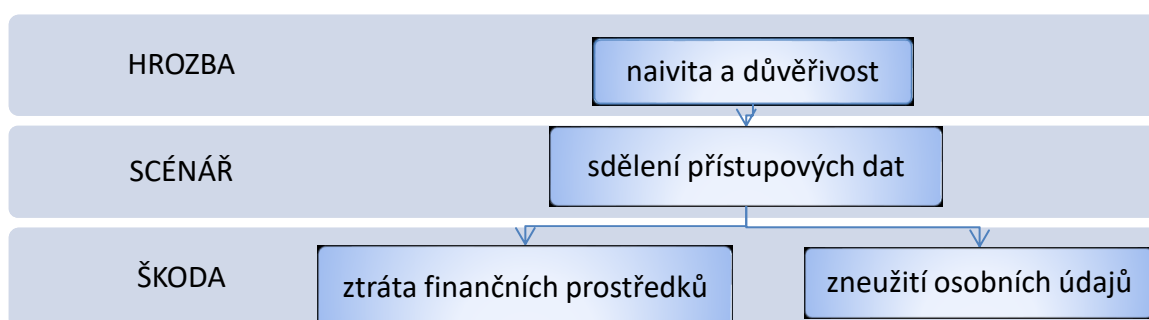 HROZBA
naivita a důvěřivost
SCÉNÁŘ
sdělení přístupových dat
ŠKODA
ztráta finančních prostředků
zneužití osobních údajů